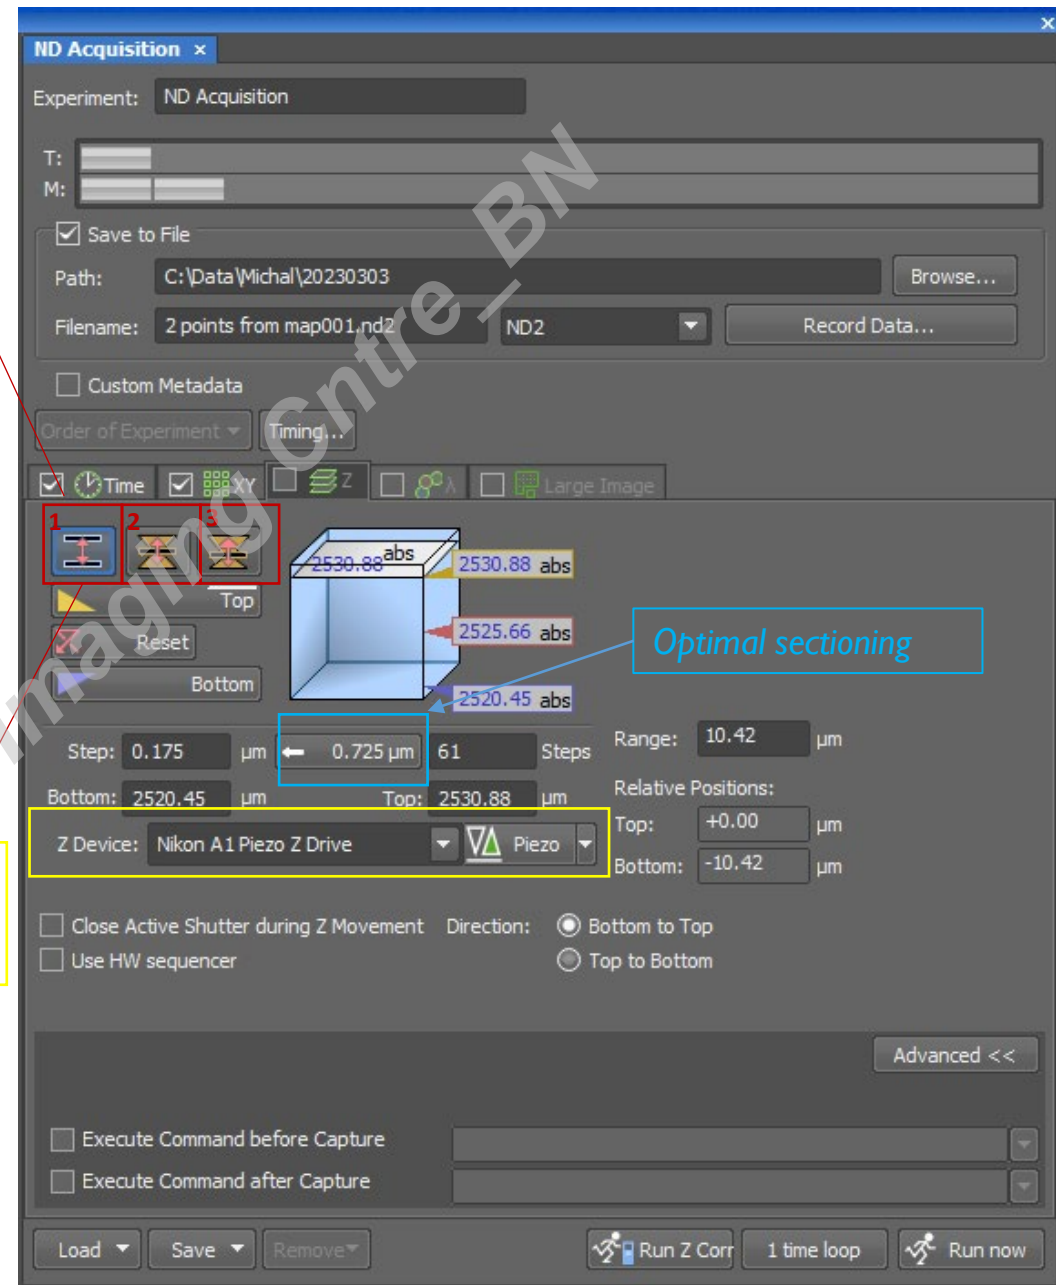 ND Acquisition ×
Experiment: ND Acquisition
T:
M:
Save to File
Path: C:\Data\Michal\20230303 Browse...
Filename: 2 points from map001.nd2 ND2 Record Data...
Custom Metadata
Order of Experiment Timing...
Time XY Z λ Large Image
1 2 3
2530.88 abs 2530.88 abs
Top
Reset 2525.66 abs Optimal sectioning
Bottom 2520.45 abs
Step: 0.175 µm 0.725 µm 61 Steps Range: 10.42 µm
Bottom: 2520.45 µm Top: 2530.88 µm Relative Positions:
Top: +0.00 µm
Z Device: Nikon A1 Piezo Z Drive Piezo
Bottom: -10.42 µm
Close Active Shutter during Z Movement Direction: Bottom to Top
Use HW sequencer Top to Bottom
Advanced <<
Execute Command before Capture
Execute Command after Capture
Load Save Remove Run Z Corr 1 time loop Run now
Imaging Cntre_BN